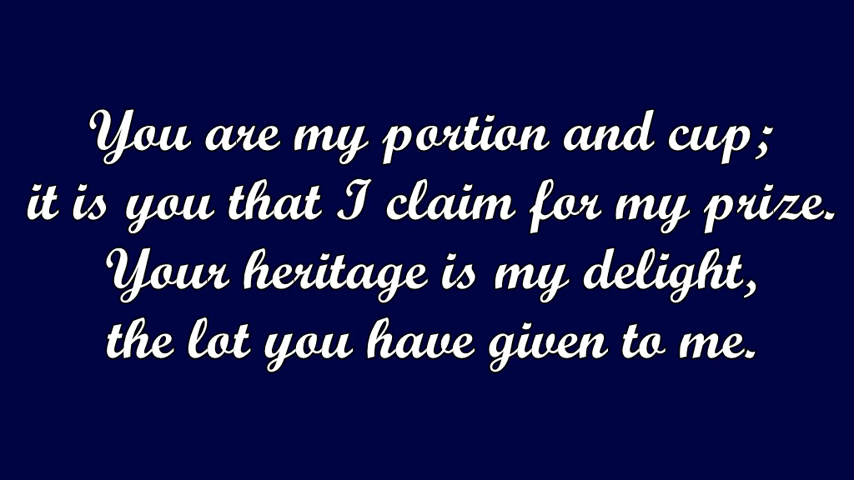 You are my portion and cup;
it is you that I claim for my prize.
Your heritage is my delight,
the lot you have given to me.